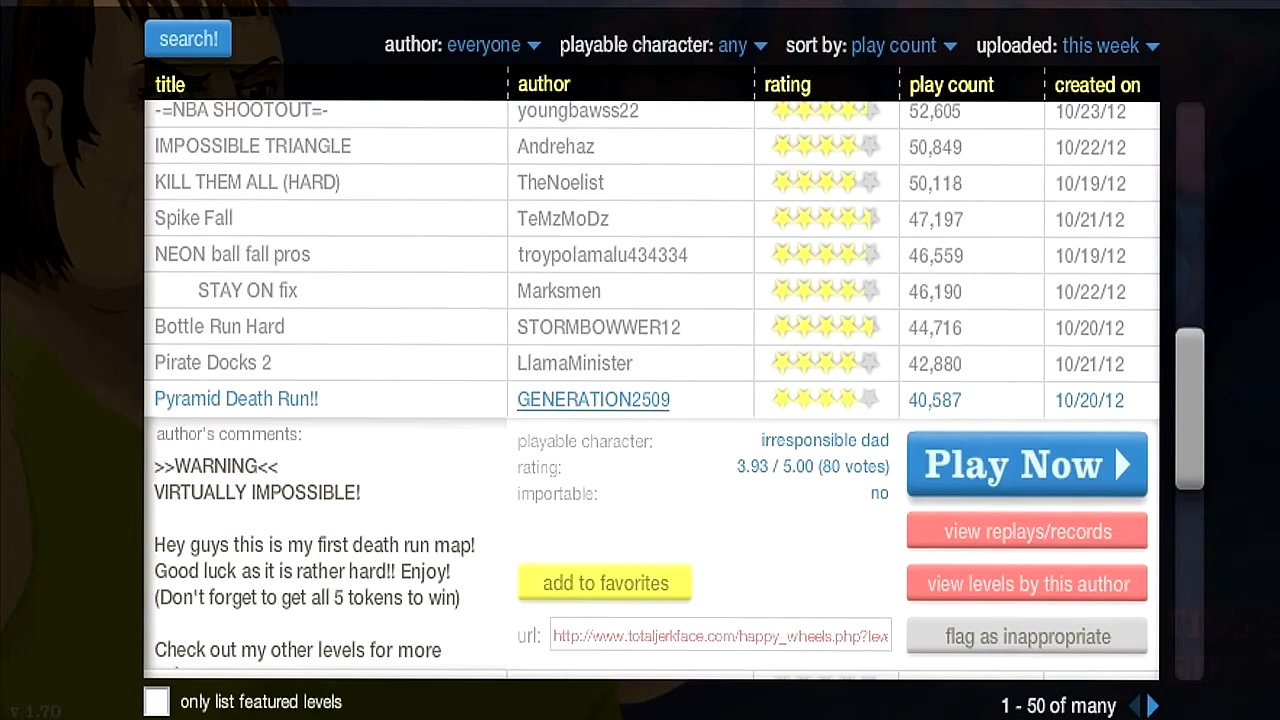 search!
author: everyone playable character: any sort by: play count uploaded: this week
title author rating play count created on
-=NBA SHOOTOUT=- youngbawss22 52,605 10/23/12
IMPOSSIBLE TRIANGLE Andrehaz 50,849 10/22/12
KILL THEM ALL (HARD) TheNoelist 50,118 10/19/12
Spike Fall TeMzMoDz 47,197 10/21/12
NEON ball fall pros troypolamalu434334 46,559 10/19/12
STAY ON fix Marksmen 46,190 10/22/12
Bottle Run Hard STORMBOWWER12 44,716 10/20/12
Pirate Docks 2 LlamaMinister 42,880 10/21/12
Pyramid Death Run!! GENERATION2509 40,587 10/20/12
author's comments:
>>WARNING<<
VIRTUALLY IMPOSSIBLE!
Hey guys this is my first death run map!
Good luck as it is rather hard!! Enjoy!
(Don't forget to get all 5 tokens to win)
Check out my other levels for more
playable character: irresponsible dad
rating: 3.93 / 5.00 (80 votes)
importable: no
add to favorites
url: http://www.totaljerkface.com/happy_wheels.php?leve
Play Now
view replays/records
view levels by this author
flag as inappropriate
only list featured levels
1 - 50 of many
v 1.70